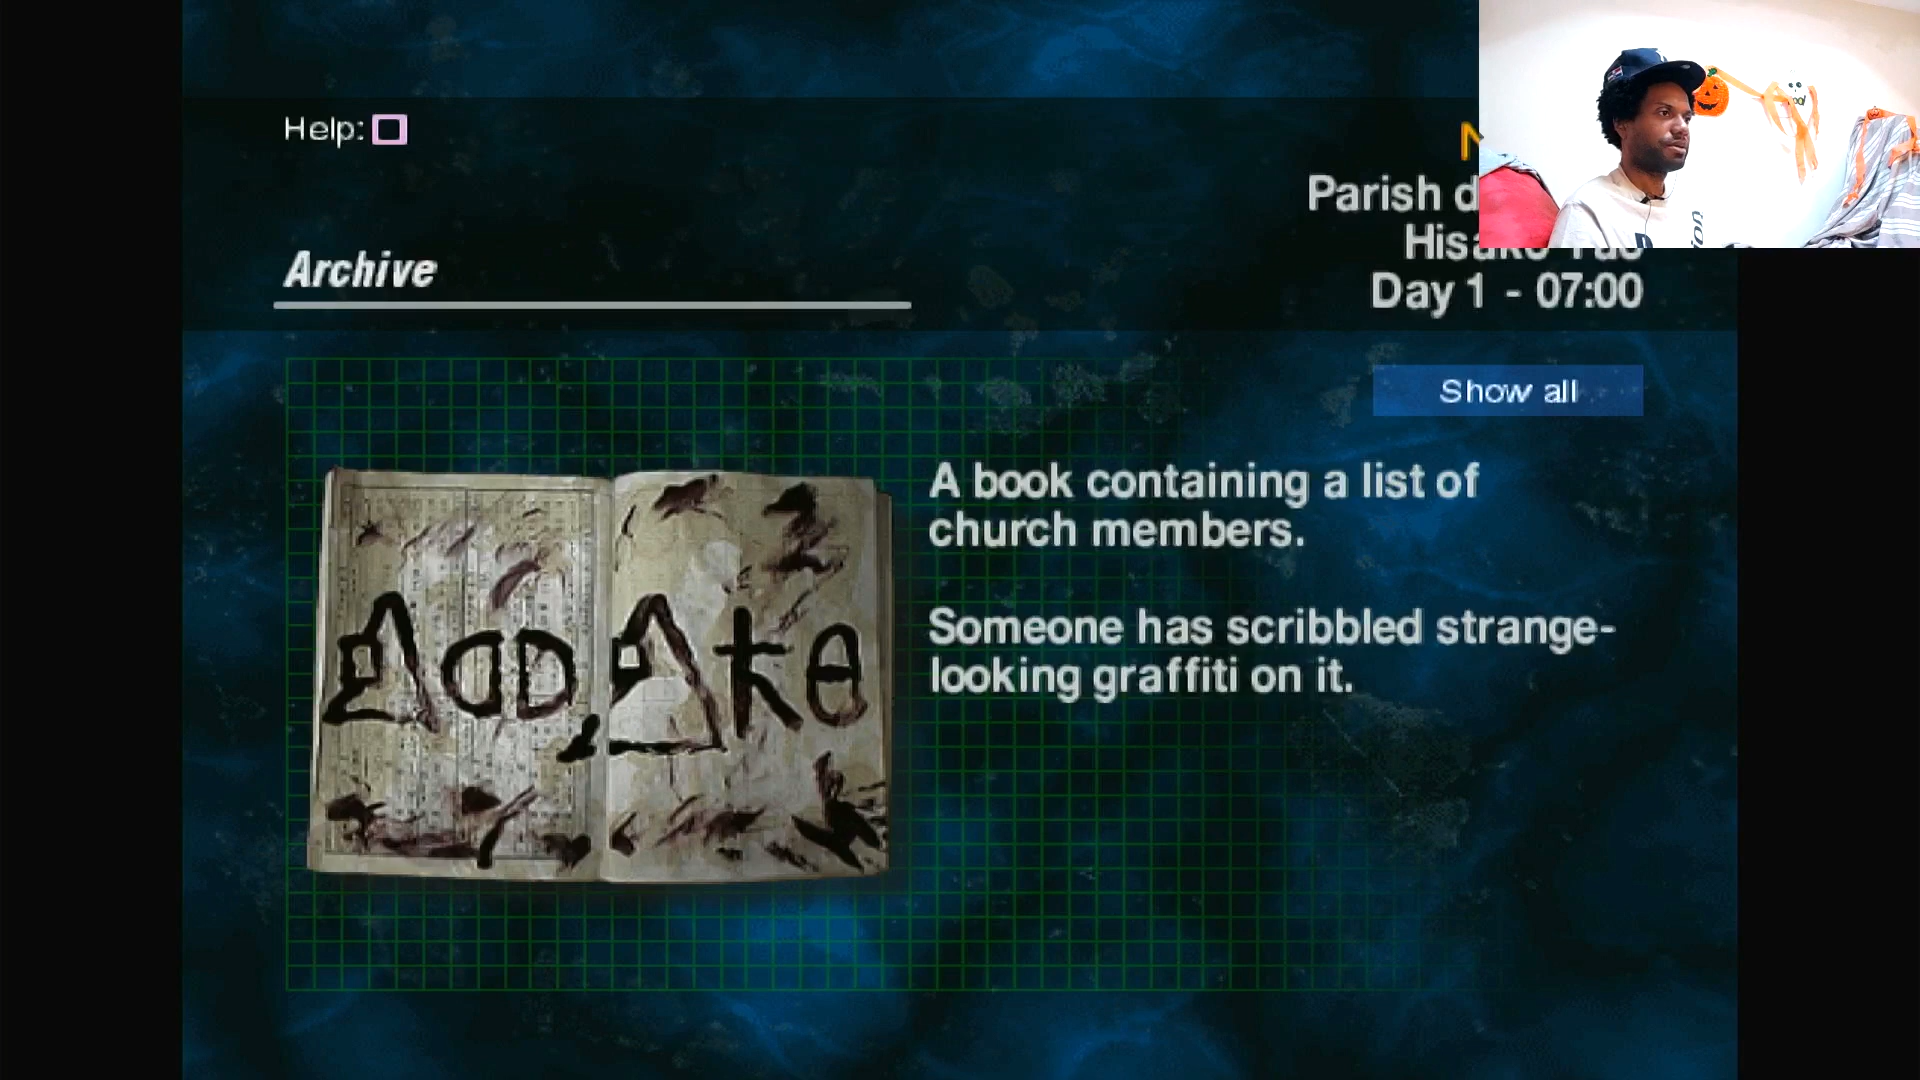 Help:
Parish d
Archive
Day 1 - 07:00
Show all
A book containing a list of
church members.
Someone has scribbled strange-
looking graffiti on it.